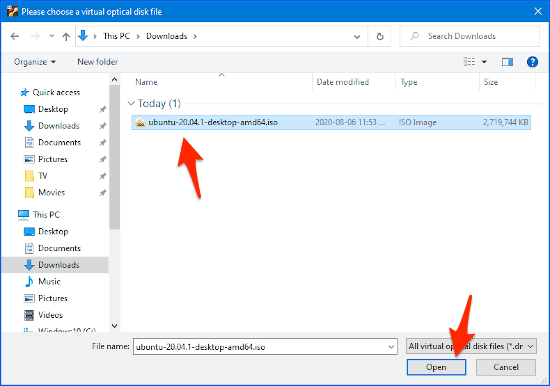 Please choose a virtual optical disk file
This PC > Downloads >
Search Downloads
Organize
New folder
Name
Date modified
Type
Size
Quick access
Desktop
Downloads
Documents
Pictures
TV
Movies
This PC
Desktop
Documents
Downloads
Music
Pictures
Videos
Today (1)
ubuntu-20.04.1-desktop-amd64.iso
2020-08-06 11:53 ...
ISO Image
2,719,744 KB
File name:
ubuntu-20.04.1-desktop-amd64.iso
All virtual optical disk files (*.dr
Open
Cancel